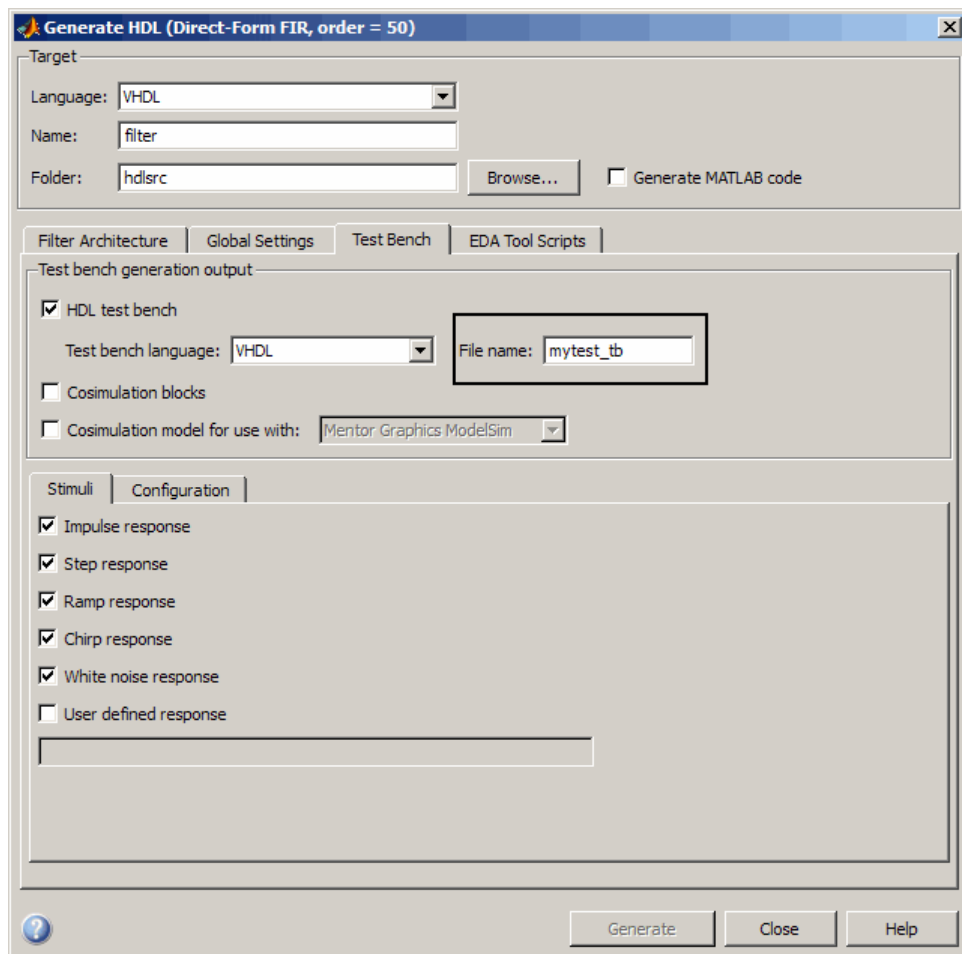 Generate HDL (Direct-Form FIR, order = 50)
Target
Language: VHDL
Name: filter
Folder: hdlsrc Browse... Generate MATLAB code
Filter Architecture Global Settings Test Bench EDA Tool Scripts
Test bench generation output
HDL test bench
Test bench language: VHDL File name: mytest_tb
Cosimulation blocks
Cosimulation model for use with: Mentor Graphics ModelSim
Stimuli Configuration
Impulse response
Step response
Ramp response
Chirp response
White noise response
User defined response
Generate Close Help